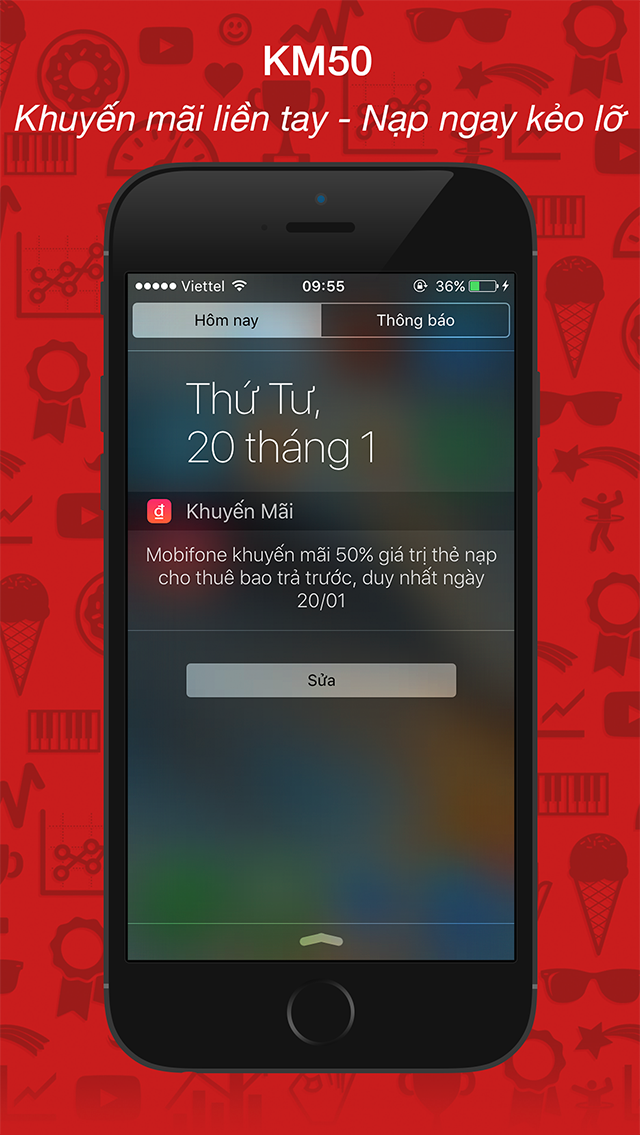 KM50
Khuyến mãi liền tay - Nạp ngay kẻo lỡ
Viettel 09:55 36%
Hôm nay Thông báo
Thứ Tư,
20 tháng 1
đ Khuyến Mãi
Mobifone khuyến mãi 50% giá trị thẻ nạp
cho thuê bao trả trước, duy nhất ngày
20/01
Sửa